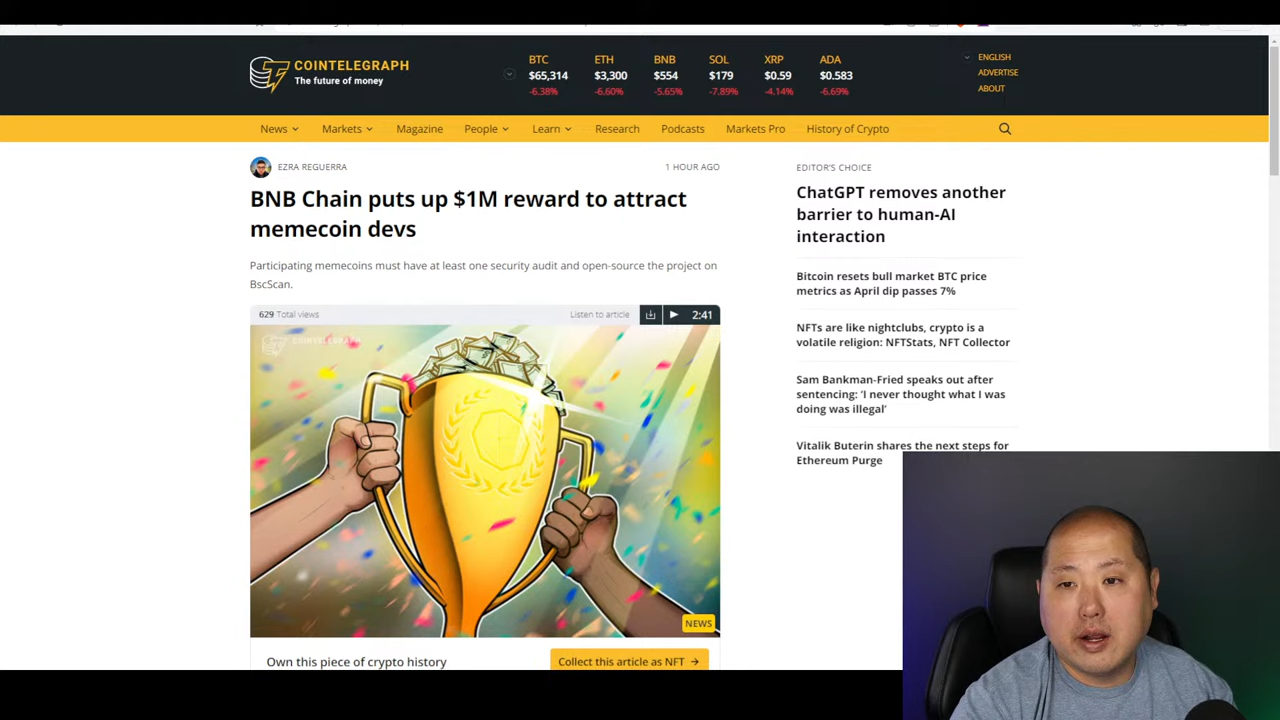 COINTELEGRAPH
The future of money
BTC
$65,314
-6.38%
ETH
$3,300
-6.60%
BNB
$554
-5.65%
SOL
$179
-7.89%
XRP
$0.59
-4.14%
ADA
$0.583
-6.69%
ENGLISH
ADVERTISE
ABOUT
News Markets Magazine People Learn Research Podcasts Markets Pro History of Crypto
EZRA REGUERRA
1 HOUR AGO
BNB Chain puts up $1M reward to attract
memecoin devs
Participating memecoins must have at least one security audit and open-source the project on
BscScan.
629 Total views
Listen to article
2:41
COINTELEGRAPH
NEWS
Own this piece of crypto history
Collect this article as NFT →
EDITOR'S CHOICE
ChatGPT removes another
barrier to human-AI
interaction
Bitcoin resets bull market BTC price
metrics as April dip passes 7%
NFTs are like nightclubs, crypto is a
volatile religion: NFTStats, NFT Collector
Sam Bankman-Fried speaks out after
sentencing: ‘I never thought what I was
doing was illegal’
Vitalik Buterin shares the next steps for
Ethereum Purge